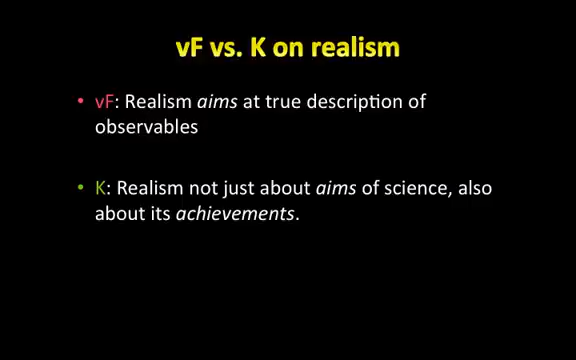 vF vs. K on realism
• vF: Realism aims at true description of
observables
• K: Realism not just about aims of science, also
about its achievements.